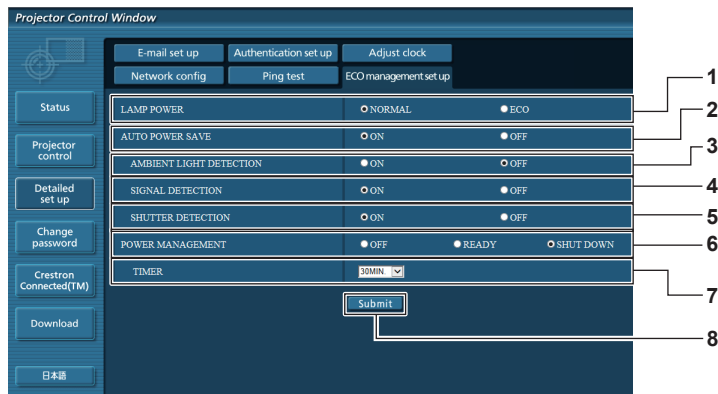 Projector Control Window
E-mail set up Authentication set up Adjust clock
Network config Ping test ECO management set up
Status
Projector
control
Detailed
set up
Change
password
Crestron
Connected(TM)
Download
日本語
LAMP POWER NORMAL ECO 1
AUTO POWER SAVE ON OFF 2
AMBIENT LIGHT DETECTION ON OFF 3
SIGNAL DETECTION ON OFF 4
SHUTTER DETECTION ON OFF 5
POWER MANAGEMENT OFF READY SHUT DOWN 6
TIMER 30MIN. 7
Submit 8